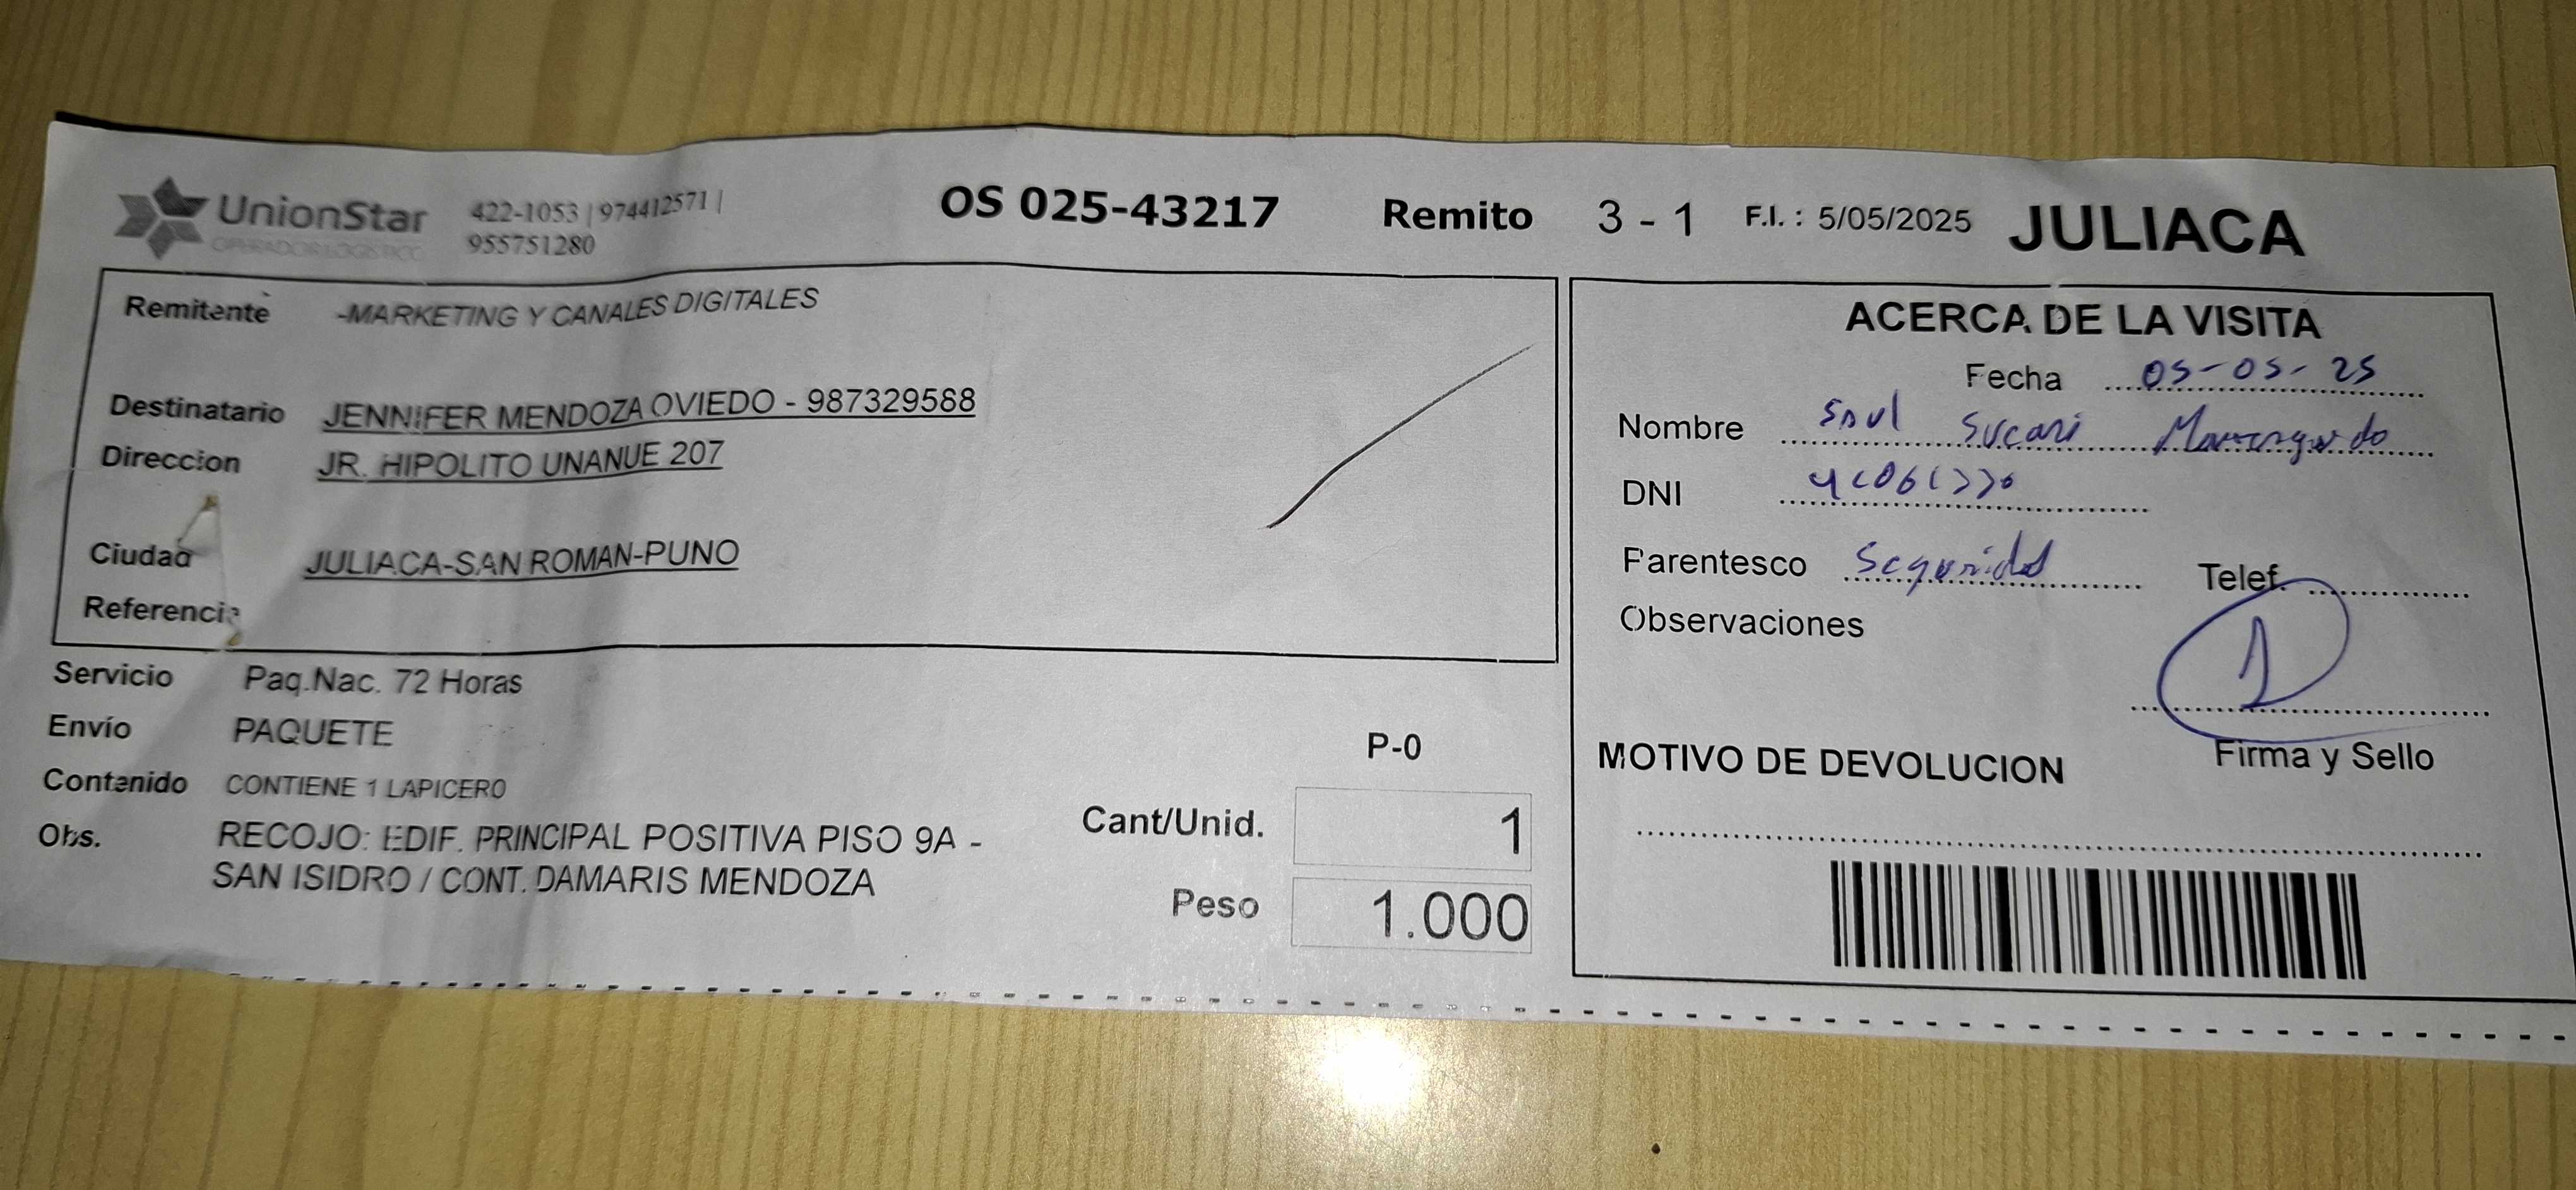 UnionStar
OPERADOR LOGISTICO
422-1053 | 974412571 |
955751280
OS 025-43217
Remito 3 - 1
F.I. : 5/05/2025
JULIACA
Remitente -MARKETING Y CANALES DIGITALES
Destinatario JENNIFER MENDOZA OVIEDO - 987329588
Direccion JR. HIPOLITO UNANUE 207
Ciudad JULIACA-SAN ROMAN-PUNO
Referencia
Servicio Paq.Nac. 72 Horas
Envío PAQUETE
Contenido CONTIENE 1 LAPICERO
Obs. RECOJO: EDIF. PRINCIPAL POSITIVA PISO 9A -
SAN ISIDRO / CONT. DAMARIS MENDOZA
P-0
Cant/Unid. 1
Peso 1.000
ACERCA DE LA VISITA
Fecha 05-05-25
Nombre Saul Sucari
DNI
Parentesco Seguridad
Telef.
Observaciones
1
Firma y Sello
MOTIVO DE DEVOLUCION